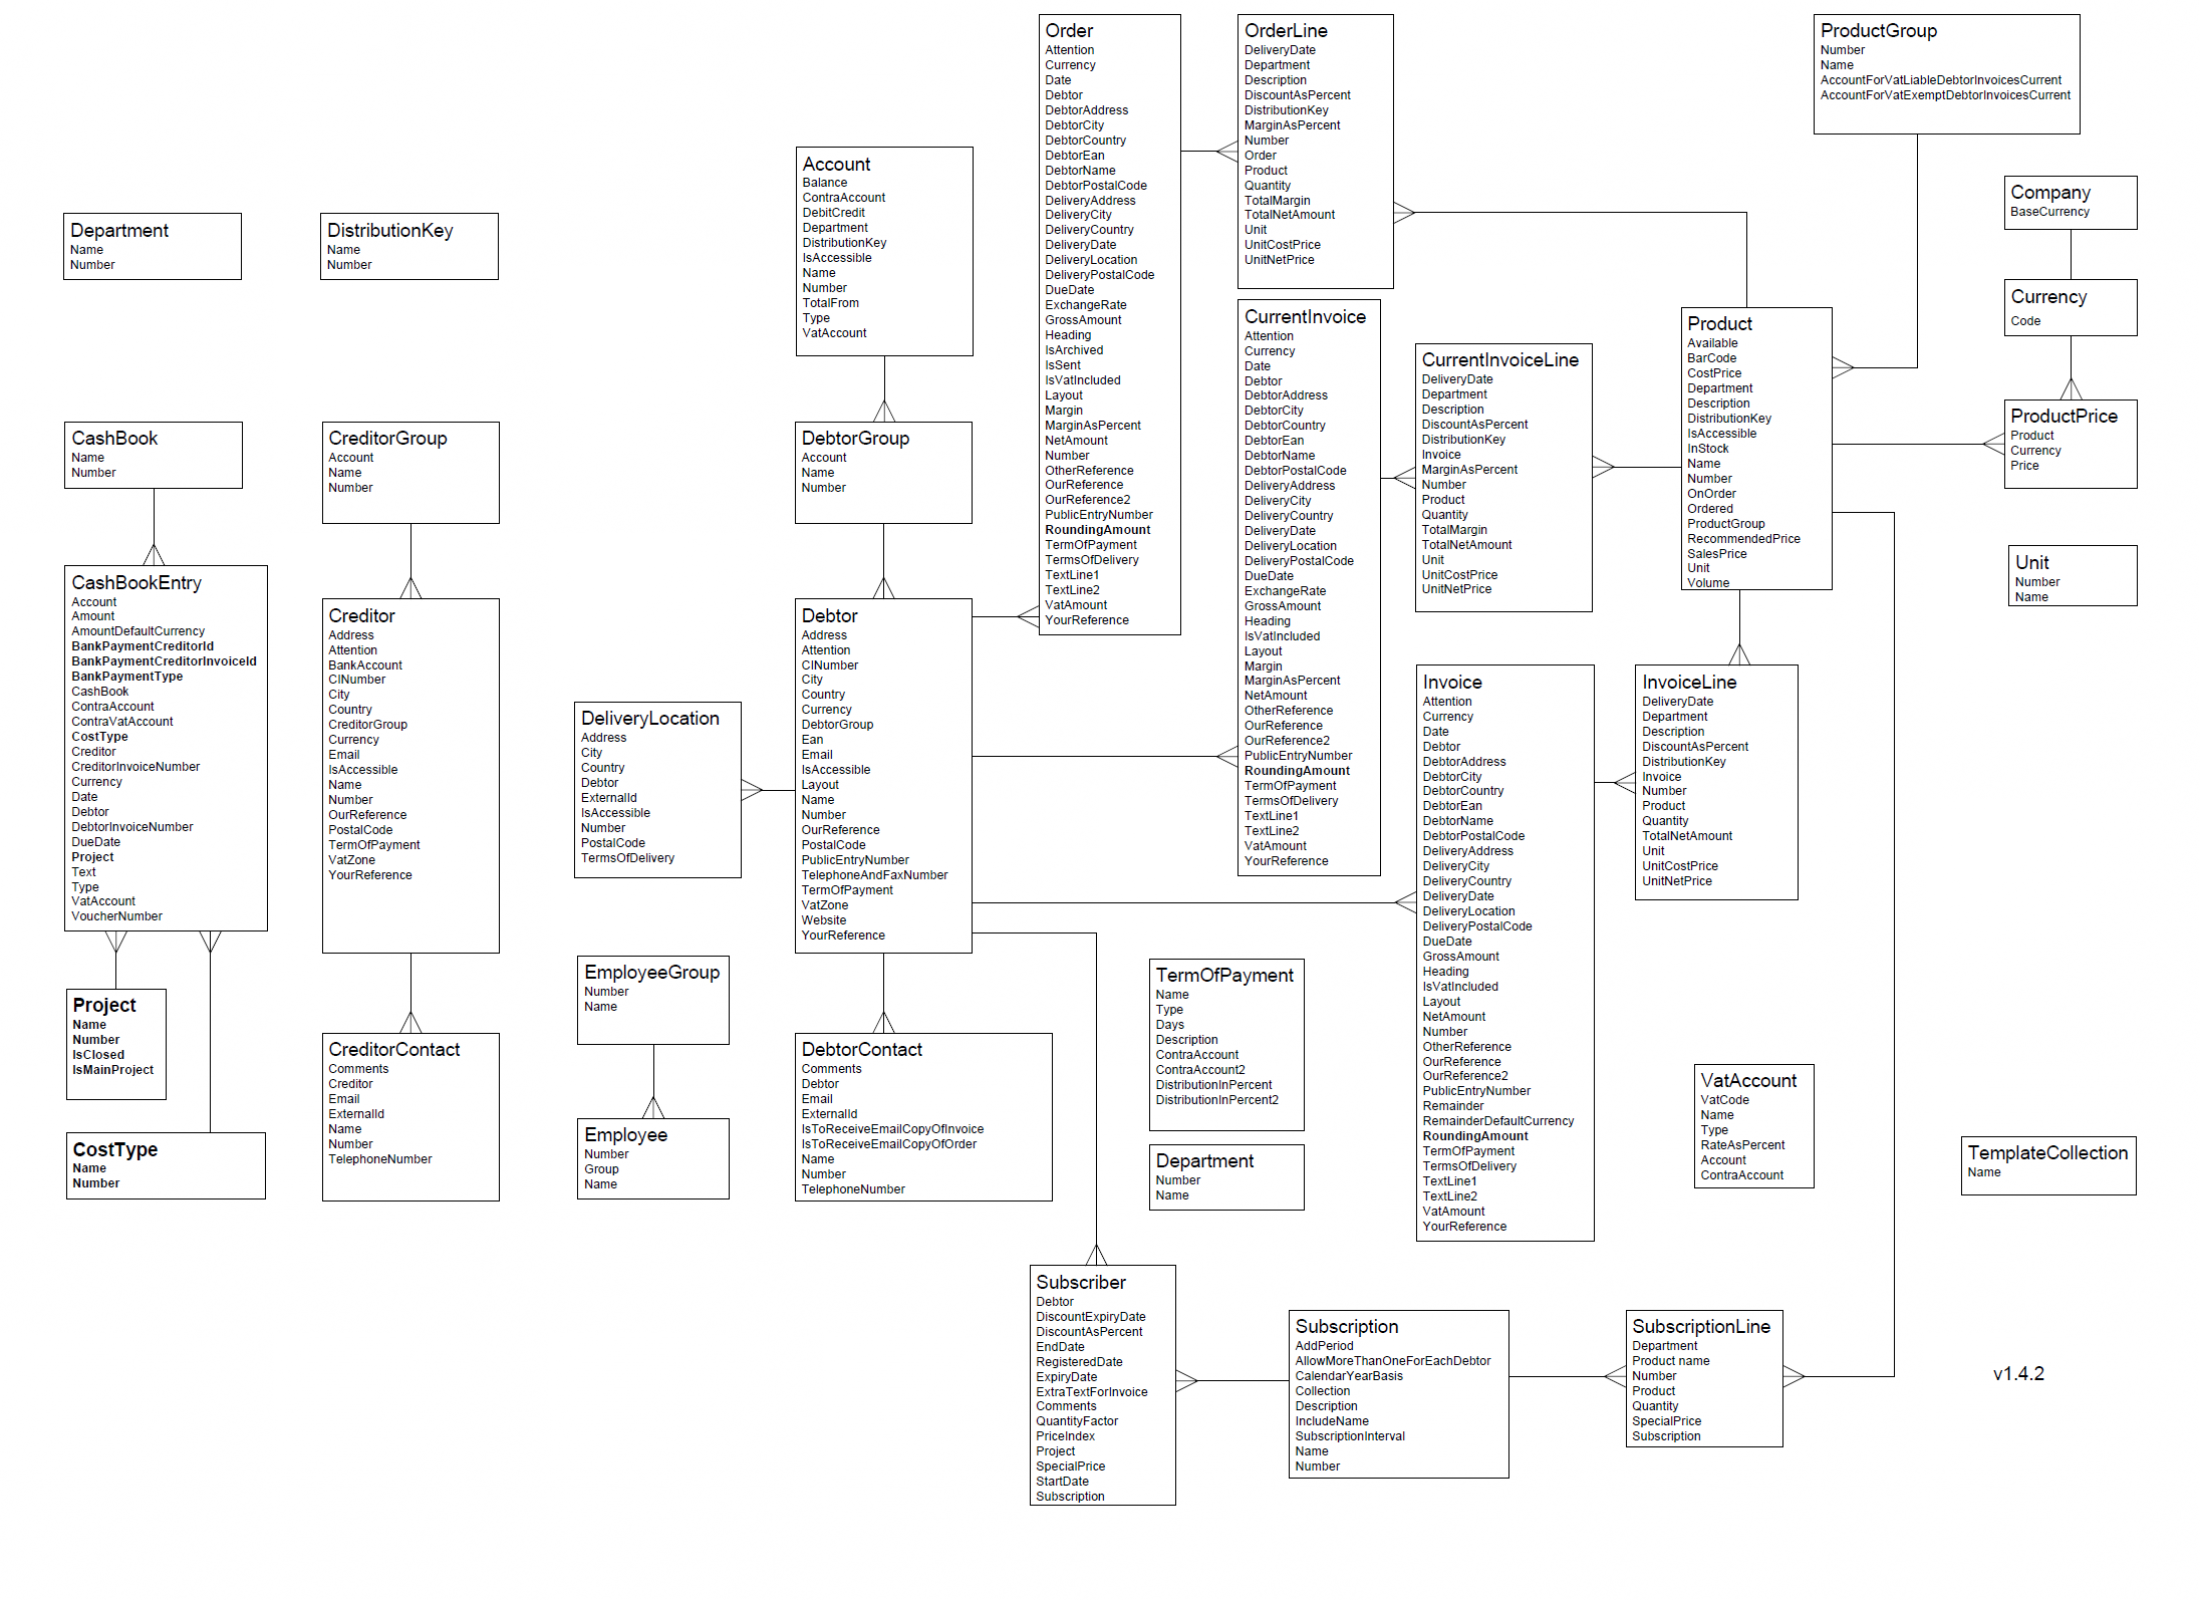 Department
Name
Number
DistributionKey
Name
Number
CashBook
Name
Number
CashBookEntry
Account
Amount
AmountDefaultCurrency
BankPaymentCreditorId
BankPaymentCreditorInvoiceId
BankPaymentType
CashBook
ContraAccount
ContraVatAccount
CostType
Creditor
CreditorInvoiceNumber
Currency
Date
Debtor
DebtorInvoiceNumber
DueDate
Project
Text
Type
VatAccount
VoucherNumber
Project
Name
Number
IsClosed
IsMainProject
CostType
Name
Number
CreditorGroup
Account
Name
Number
Creditor
Address
Attention
BankAccount
CINumber
City
Country
CreditorGroup
Currency
Email
IsAccessible
Name
Number
OurReference
PostalCode
TermOfPayment
VatZone
YourReference
CreditorContact
Comments
Creditor
Email
ExternalId
Name
Number
TelephoneNumber
DeliveryLocation
Address
City
Country
Debtor
ExternalId
IsAccessible
Number
PostalCode
TermsOfDelivery
EmployeeGroup
Number
Name
Employee
Number
Group
Name
Account
Balance
ContraAccount
DebitCredit
Department
DistributionKey
IsAccessible
Name
Number
TotalFrom
Type
VatAccount
DebtorGroup
Account
Name
Number
Debtor
Address
Attention
CINumber
City
Country
Currency
DebtorGroup
Ean
Email
IsAccessible
Layout
Name
Number
OurReference
PostalCode
PublicEntryNumber
TelephoneAndFaxNumber
TermOfPayment
VatZone
Website
YourReference
DebtorContact
Comments
Debtor
Email
ExternalId
IsToReceiveEmailCopyOfInvoice
IsToReceiveEmailCopyOfOrder
Name
Number
TelephoneNumber
Order
Attention
Currency
Date
Debtor
DebtorAddress
DebtorCity
DebtorCountry
DebtorEan
DebtorName
DebtorPostalCode
DeliveryAddress
DeliveryCity
DeliveryCountry
DeliveryDate
DeliveryLocation
DeliveryPostalCode
DueDate
ExchangeRate
GrossAmount
Heading
IsArchived
IsSent
IsVatIncluded
Layout
Margin
MarginAsPercent
NetAmount
Number
OtherReference
OurReference
OurReference2
PublicEntryNumber
RoundingAmount
TermOfPayment
TermsOfDelivery
TextLine1
TextLine2
VatAmount
YourReference
OrderLine
DeliveryDate
Department
Description
DiscountAsPercent
DistributionKey
MarginAsPercent
Number
Order
Product
Quantity
TotalMargin
TotalNetAmount
Unit
UnitCostPrice
UnitNetPrice
CurrentInvoice
Attention
Currency
Date
Debtor
DebtorAddress
DebtorCity
DebtorCountry
DebtorEan
DebtorName
DebtorPostalCode
DeliveryAddress
DeliveryCity
DeliveryCountry
DeliveryDate
DeliveryLocation
DeliveryPostalCode
DueDate
ExchangeRate
GrossAmount
Heading
IsVatIncluded
Layout
Margin
MarginAsPercent
NetAmount
OtherReference
OurReference
OurReference2
PublicEntryNumber
RoundingAmount
TermOfPayment
TermsOfDelivery
TextLine1
TextLine2
VatAmount
YourReference
CurrentInvoiceLine
DeliveryDate
Department
Description
DiscountAsPercent
DistributionKey
Invoice
MarginAsPercent
Number
Product
Quantity
TotalMargin
TotalNetAmount
Unit
UnitCostPrice
UnitNetPrice
Invoice
Attention
Currency
Date
Debtor
DebtorAddress
DebtorCity
DebtorCountry
DebtorEan
DebtorName
DebtorPostalCode
DeliveryAddress
DeliveryCity
DeliveryCountry
DeliveryDate
DeliveryLocation
DeliveryPostalCode
DueDate
GrossAmount
Heading
IsVatIncluded
Layout
NetAmount
Number
OtherReference
OurReference
OurReference2
PublicEntryNumber
Remainder
RemainderDefaultCurrency
RoundingAmount
TermOfPayment
TermsOfDelivery
TextLine1
TextLine2
VatAmount
YourReference
InvoiceLine
DeliveryDate
Department
Description
DiscountAsPercent
DistributionKey
Invoice
Number
Product
Quantity
TotalNetAmount
Unit
UnitCostPrice
UnitNetPrice
TermOfPayment
Name
Type
Days
Description
ContraAccount
ContraAccount2
DistributionInPercent
DistributionInPercent2
Department
Number
Name
Subscriber
Debtor
DiscountExpiryDate
DiscountAsPercent
EndDate
RegisteredDate
ExpiryDate
ExtraTextForInvoice
Comments
QuantityFactor
PriceIndex
Project
SpecialPrice
StartDate
Subscription
Subscription
AddPeriod
AllowMoreThanOneForEachDebtor
CalendarYearBasis
Collection
Description
IncludeName
SubscriptionInterval
Name
Number
SubscriptionLine
Department
Product name
Number
Product
Quantity
SpecialPrice
Subscription
ProductGroup
Number
Name
AccountForVatLiableDebtorInvoicesCurrent
AccountForVatExemptDebtorInvoicesCurrent
Product
Available
BarCode
CostPrice
Department
Description
DistributionKey
IsAccessible
InStock
Name
Number
OnOrder
Ordered
ProductGroup
RecommendedPrice
SalesPrice
Unit
Volume
Company
BaseCurrency
Currency
Code
ProductPrice
Product
Currency
Price
Unit
Number
Name
VatAccount
VatCode
Name
Type
RateAsPercent
Account
ContraAccount
TemplateCollection
Name
v1.4.2